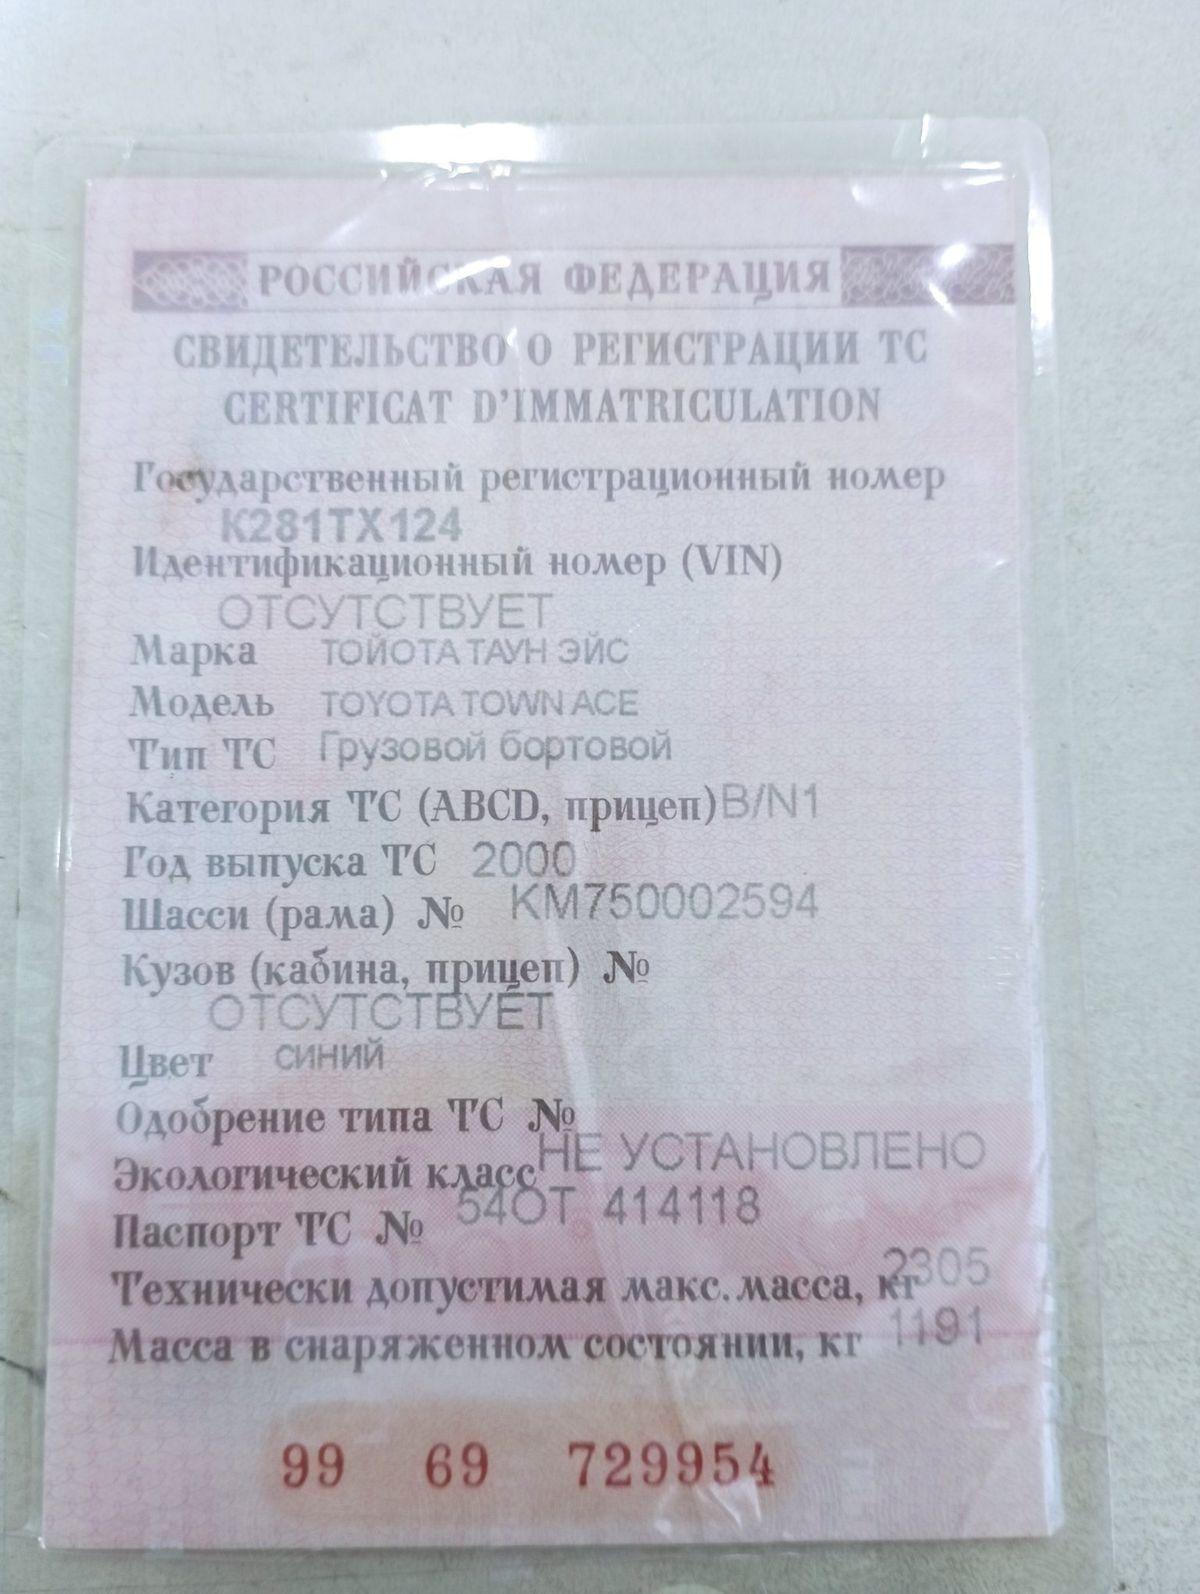 РОССИЙСКАЯ ФЕДЕРАЦИЯ
СВИДЕТЕЛЬСТВО О РЕГИСТРАЦИИ ТС
CERTIFICAT D'IMMATRICULATION
Государственный регистрационный номер
К281ТХ124
Идентификационный номер (VIN)
ОТСУТСТВУЕТ
Марка ТОЙОТА ТАУН ЭЙС
Модель TOYOTA TOWN ACE
Тип ТС Грузовой бортовой
Категория ТС (ABCD, прицеп) B/N1
Год выпуска ТС 2000
Шасси (рама) № KM750002594
Кузов (кабина, прицеп) №
ОТСУТСТВУЕТ
Цвет СИНИЙ
Одобрение типа ТС №
Экологический класс НЕ УСТАНОВЛЕНО
Паспорт ТС № 54ОТ 414118
Технически допустимая макс. масса, кг 2305
Масса в снаряженном состоянии, кг 1191
99 69 729954